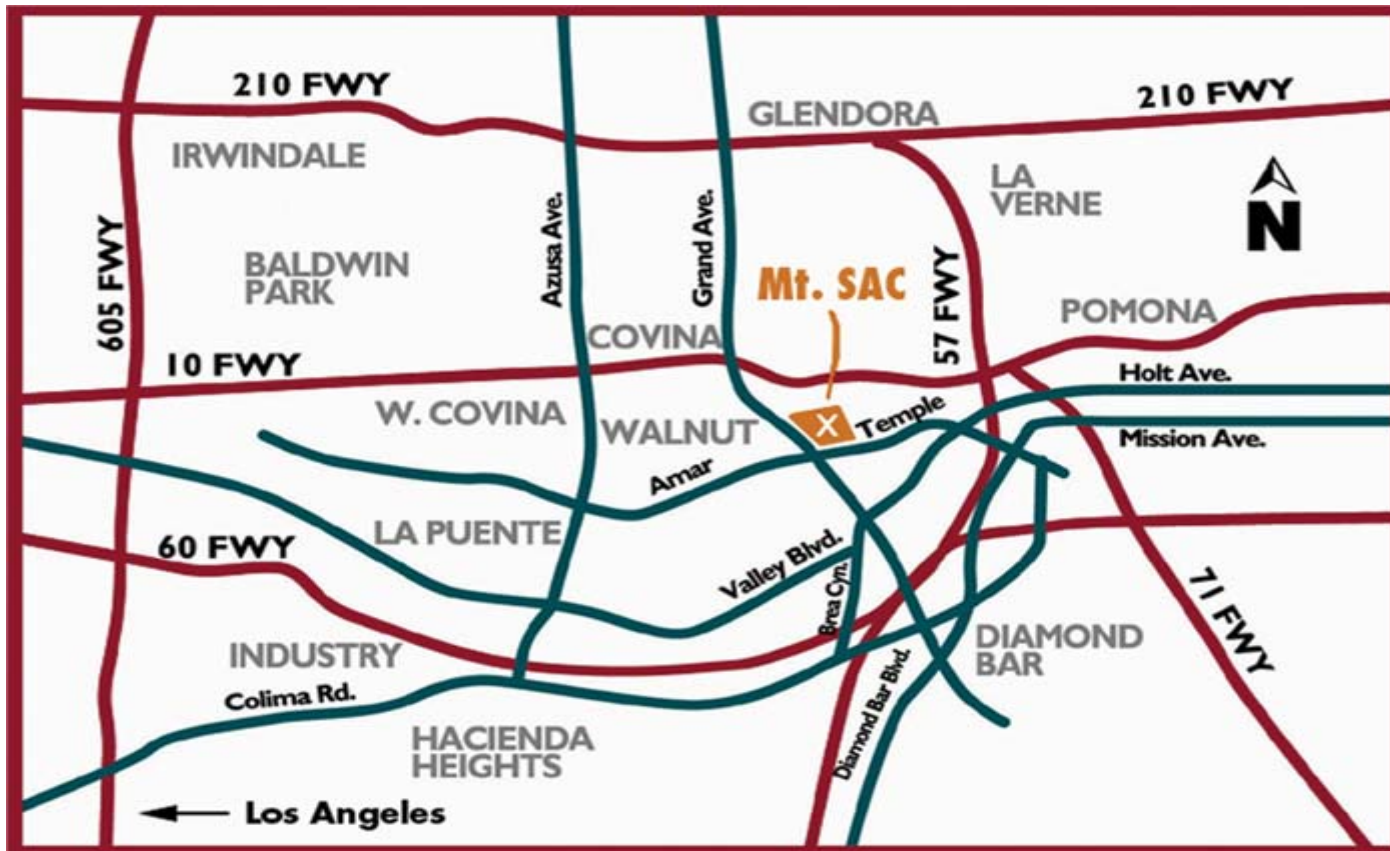 210 FWY
210 FWY
GLENDORA
IRWINDALE
LA
VERNE
N
605 FWY
Azusa Ave.
Grand Ave.
BALDWIN
PARK
Mt. SAC
57 FWY
POMONA
COVINA
10 FWY
Holt Ave.
W. COVINA
X
Temple
WALNUT
Mission Ave.
Amar
LA PUENTE
60 FWY
Valley Blvd.
Brea Cyn.
71 FWY
INDUSTRY
DIAMOND
BAR
Colima Rd.
Diamond Bar Blvd.
HACIENDA
HEIGHTS
Los Angeles